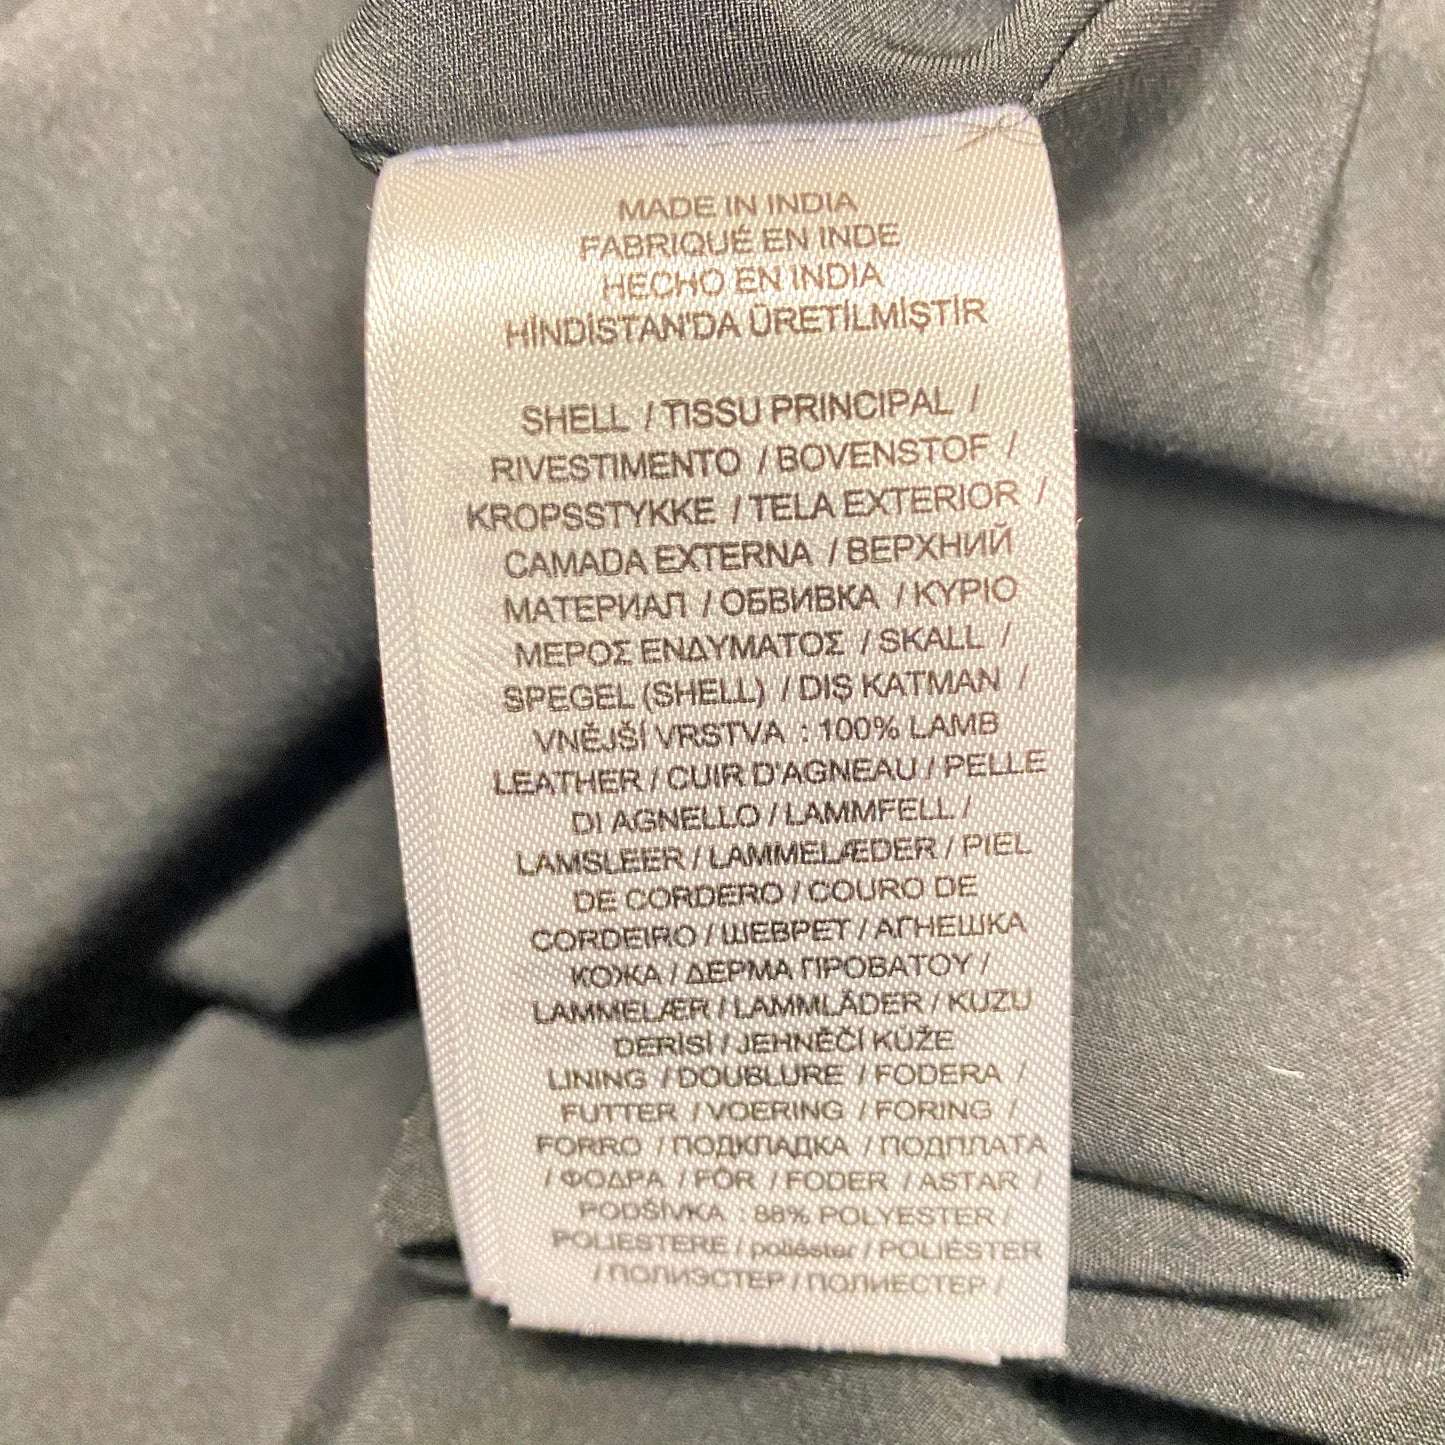 MADE IN INDIA
FABRIQUÉ EN INDE
HECHO EN INDIA
HİNDİSTAN'DA ÜRETİLMİŞTİR
SHELL / TISSU PRINCIPAL /
RIVESTIMENTO / BOVENSTOF /
KROPSSTYKKE / TELA EXTERIOR /
CAMADA EXTERNA / ВЕРХНИЙ
МАТЕРИАЛ / ОБВИВКА / ΚΥΡΙΟ
ΜΕΡΟΣ ΕΝΔΥΜΑΤΟΣ / SKALL /
SPEGEL (SHELL) / DIŞ KATMAN /
VNĚJŠÍ VRSTVA : 100% LAMB
LEATHER / CUIR D'AGNEAU / PELLE
DI AGNELLO / LAMMFELL /
LAMSLEER / LAMMELÆDER / PIEL
DE CORDERO / COURO DE
CORDEIRO / ШЕВРЕТ / АГНЕШКА
КОЖА / ΔΕΡΜΑ ΠΡΟΒΑΤΟΥ /
LAMMELÆR / LAMMLÄDER / KUZU
DERİSİ / JEHNĚČÍ KŮŽE
LINING / DOUBLURE / FODERA /
FUTTER / VOERING / FORING /
FORRO / ПОДКЛАДКА / ПОДПЛАТА
/ ΦΟΔΡΑ / FÔR / FODER / ASTAR /
PODŠÍVKA : 88% POLYESTER /
POLIESTERE / poliéster / POLIÉSTER
/ ПОЛИЭСТЕР / ПОЛИЕСТЕР /